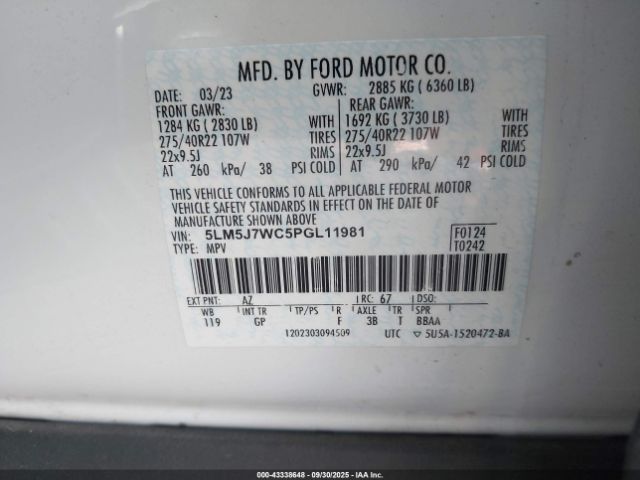 MFD. BY FORD MOTOR CO.
DATE: 03/23 GVWR: 2885 KG ( 6360 LB)
FRONT GAWR: REAR GAWR:
1284 KG ( 2830 LB) WITH 1692 KG ( 3730 LB) WITH
275/40R22 107W TIRES 275/40R22 107W TIRES
22x9.5J RIMS 22x9.5J RIMS
AT 260 kPa/ 38 PSI COLD AT 290 kPa/ 42 PSI COLD
THIS VEHICLE CONFORMS TO ALL APPLICABLE FEDERAL MOTOR
VEHICLE SAFETY STANDARDS IN EFFECT ON THE DATE OF
MANUFACTURE SHOWN ABOVE
VIN: 5LM5J7WC5PGL11981 F0124
TYPE: MPV T0242
EXT PNT: AZ RC: 67 DSO:
WB INT TR TP/PS R AXLE TR SPR
119 GP F 3B T BBAA
1202303094509 UTC ▽ 5U5A-1520472-BA
000-43338648 - 09/30/2025 - IAA Inc.